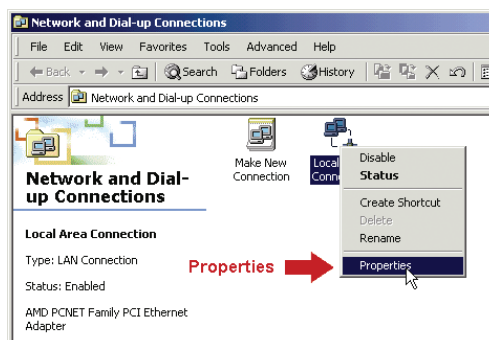 Network and Dial-up Connections
File Edit View Favorites Tools Advanced Help
Back Search Folders History
Address Network and Dial-up Connections
Network and Dial-
up Connections
Local Area Connection
Type: LAN Connection
Status: Enabled
AMD PCNET Family PCI Ethernet
Adapter
Make New
Connection
Local
Conn
Disable
Status
Create Shortcut
Delete
Rename
Properties
Properties